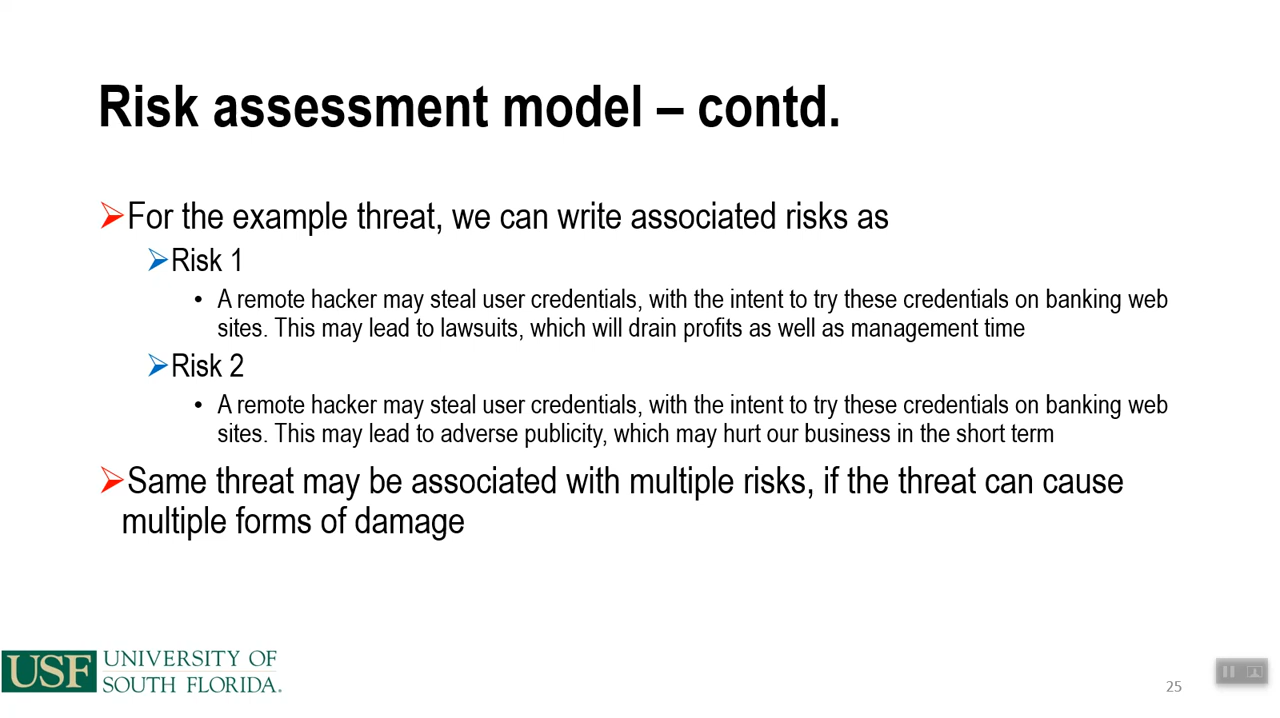 Risk assessment model – contd.
For the example threat, we can write associated risks as
Risk 1
• A remote hacker may steal user credentials, with the intent to try these credentials on banking web
sites. This may lead to lawsuits, which will drain profits as well as management time
Risk 2
• A remote hacker may steal user credentials, with the intent to try these credentials on banking web
sites. This may lead to adverse publicity, which may hurt our business in the short term
Same threat may be associated with multiple risks, if the threat can cause
multiple forms of damage
USF UNIVERSITY OF
SOUTH FLORIDA.
25